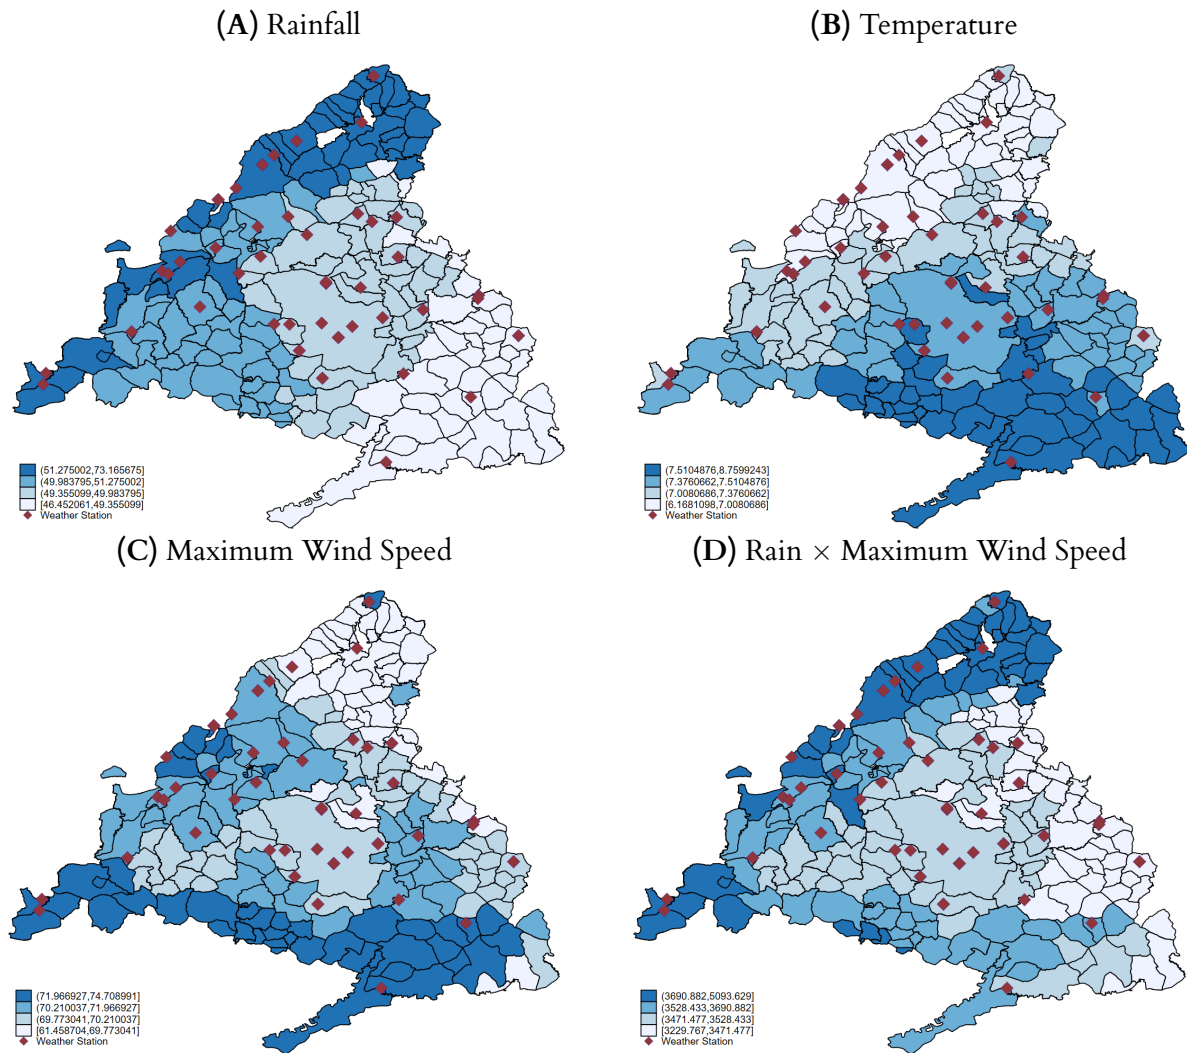 (A) Rainfall
(51.275002,73.165675]
(49.983795,51.275002]
(49.355099,49.983795]
[46.452061,49.355099]
Weather Station
(B) Temperature
(7.5104876,8.7599243]
(7.3760662,7.5104876]
(7.0080686,7.3760662]
[6.1681098,7.0080686]
Weather Station
(C) Maximum Wind Speed
(71.966927,74.708991]
(70.210037,71.966927]
(69.773041,70.210037]
[61.458704,69.773041]
Weather Station
(D) Rain × Maximum Wind Speed
(3690.882,5093.629]
(3528.433,3690.882]
(3471.477,3528.433]
[3229.767,3471.477]
Weather Station